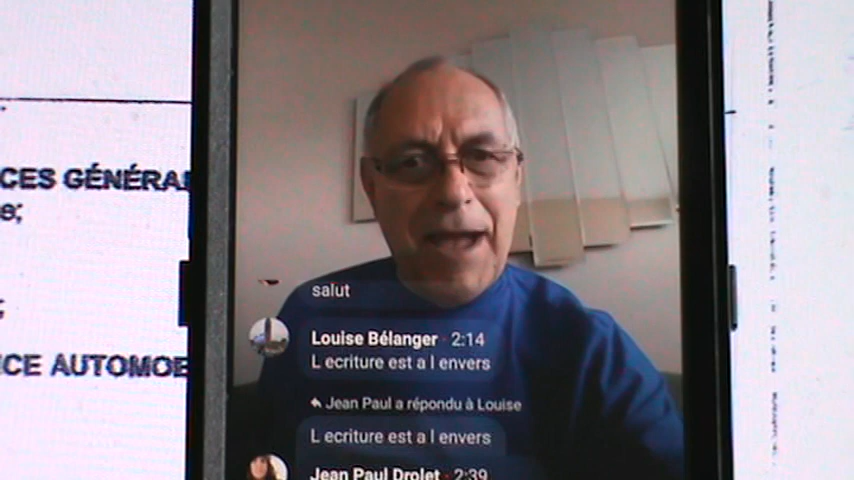 CES GÉNÉRA
e;
;
CE AUTOMOB
salut
Louise Bélanger · 2:14
L ecriture est a l envers
Jean Paul a répondu à Louise
L ecriture est a l envers
Jean Paul Drolet · 2:39